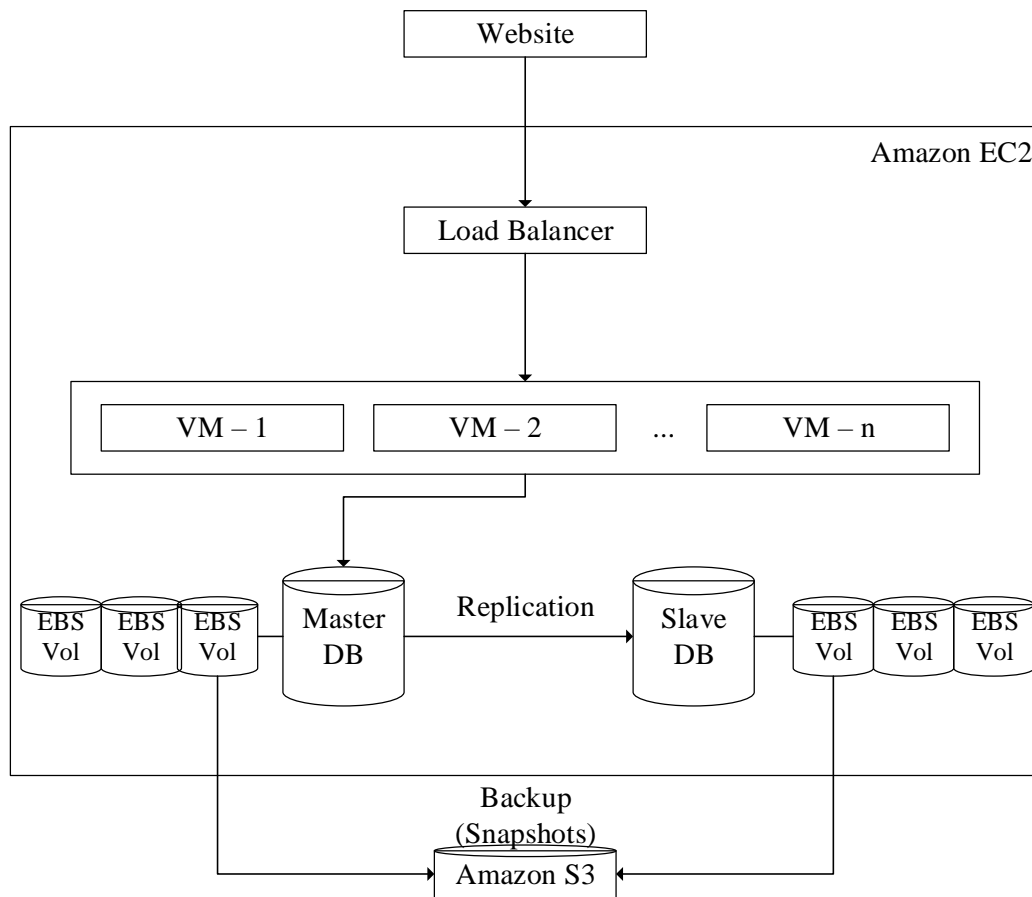 Website
Amazon EC2
Load Balancer
VM – 1
VM – 2
...
VM – n
EBS
Vol
EBS
Vol
EBS
Vol
Master
DB
Replication
Slave
DB
EBS
Vol
EBS
Vol
EBS
Vol
Backup
(Snapshots)
Amazon S3